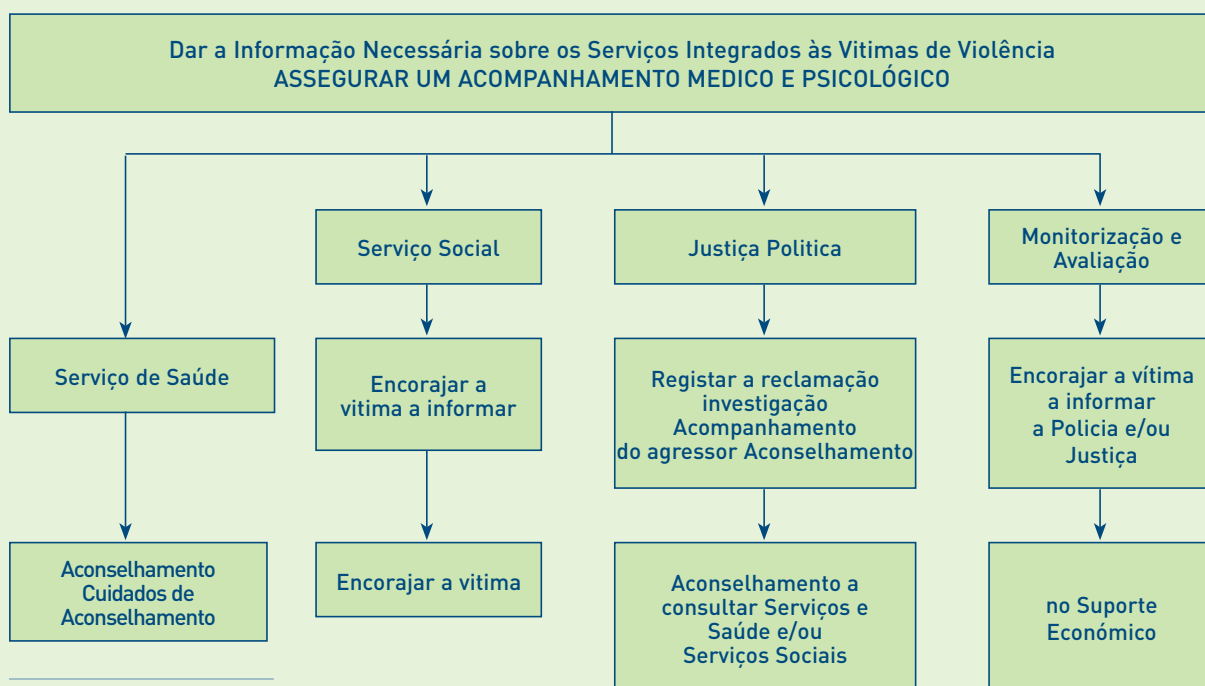 Dar a Informação Necessária sobre os Serviços Integrados às Vitimas de Violência
ASSEGURAR UM ACOMPANHAMENTO MEDICO E PSICOLÓGICO
Serviço de Saúde
Aconselhamento
Cuidados de
Aconselhamento
Serviço Social
Encorajar a
vitima a informar
Encorajar a vitima
Justiça Politica
Registar a reclamação
investigação
Acompanhamento
do agressor Aconselhamento
Aconselhamento a
consultar Serviços e
Saúde e/ou
Serviços Sociais
Monitorização e
Avaliação
Encorajar a vítima
a informar
a Policia e/ou
Justiça
no Suporte
Económico